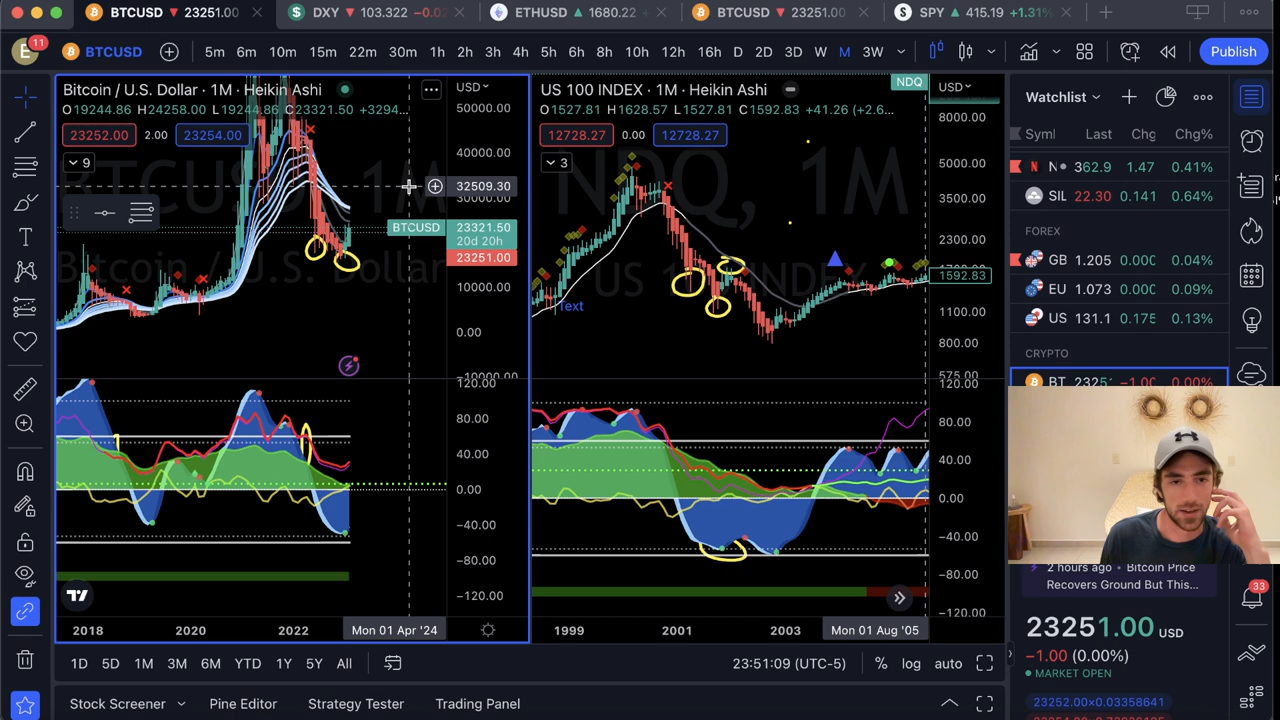 BTCUSD ▼ 23251.00
DXY ▼ 103.322 −0.02
ETHUSD ▲ 1680.22
BTCUSD ▼ 23251.00
SPY ▲ 415.19 +1.31%
E 11 BTCUSD 5m 6m 10m 15m 22m 30m 1h 2h 3h 4h 5h 6h 8h 10h 12h 16h D 2D 3D W M 3W Publish
Bitcoin / U.S. Dollar · 1M · Heikin Ashi
O19244.86 H24258.00 L19244.86 C23321.50 +3294...
23252.00 2.00 23254.00
9
USD
50000.00
40000.00
32509.30
30000.00
BTCUSD 23321.50
20d 20h
23251.00
10000.00
0.00
−10000.00
120.00
80.00
40.00
0.00
−40.00
−80.00
−120.00
BTCUSD, 1M
Bitcoin / U.S. Dollar
2018 2020 2022 Mon 01 Apr '24
US 100 INDEX · 1M · Heikin Ashi
NDQ USD
O1527.81 H1628.57 L1527.81 C1592.83 +41.26 (+2.6...
12728.27 0.00 12728.27
3
8000.00
5000.00
3500.00
2300.00
1592.83
1100.00
800.00
575.00
120.00
80.00
40.00
0.00
−40.00
−80.00
−120.00
NDQ, 1M
US 100 INDEX
Text
1999 2001 2003 Mon 01 Aug '05
Watchlist
Syml Last Chg Chg%
N 362.9 1.47 0.41%
SIL 22.30 0.141 0.64%
FOREX
GB 1.205 0.000 0.04%
EU 1.073 0.000 0.09%
US 131.1 0.175 0.13%
CRYPTO
BT 2325 −1.00 0.00%
2 hours ago • Bitcoin Price
Recovers Ground But This...
33
23251.00 USD
−1.00 (0.00%)
MARKET OPEN
23252.00×0.03358641
1D 5D 1M 3M 6M YTD 1Y 5Y All
23:51:09 (UTC-5) % log auto
Stock Screener Pine Editor Strategy Tester Trading Panel